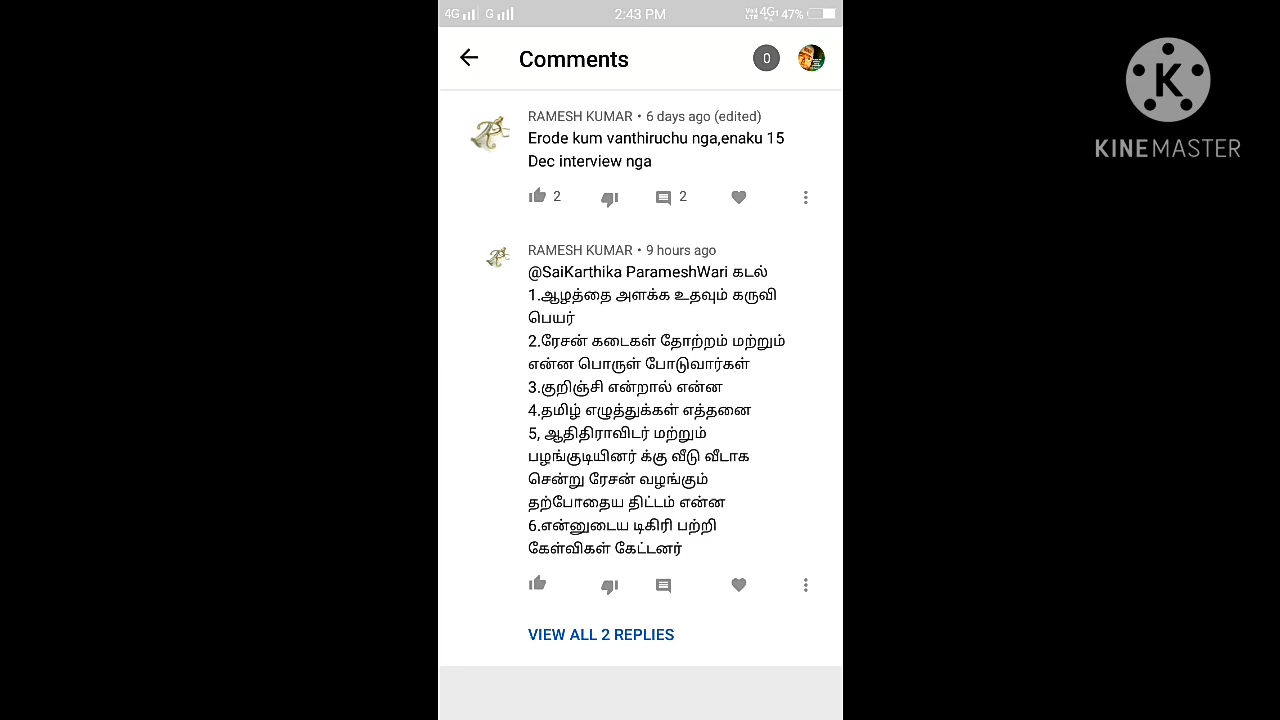 4G G 2:43 PM VoD LTE 4G 47%
Comments 0
RAMESH KUMAR • 6 days ago (edited)
Erode kum vanthiruchu nga,enaku 15
Dec interview nga
2 2
RAMESH KUMAR • 9 hours ago
@SaiKarthika ParameshWari கடல்
1.ஆழத்தை அளக்க உதவும் கருவி
பெயர்
2.ரேசன் கடைகள் தோற்றம் மற்றும்
என்ன பொருள் போடுவார்கள்
3.குறிஞ்சி என்றால் என்ன
4.தமிழ் எழுத்துக்கள் எத்தனை
5, ஆதிதிராவிடர் மற்றும்
பழங்குடியினர் க்கு வீடு வீடாக
சென்று ரேசன் வழங்கும்
தற்போதைய திட்டம் என்ன
6.என்னுடைய டிகிரி பற்றி
கேள்விகள் கேட்டனர்
VIEW ALL 2 REPLIES
K
KINEMASTER